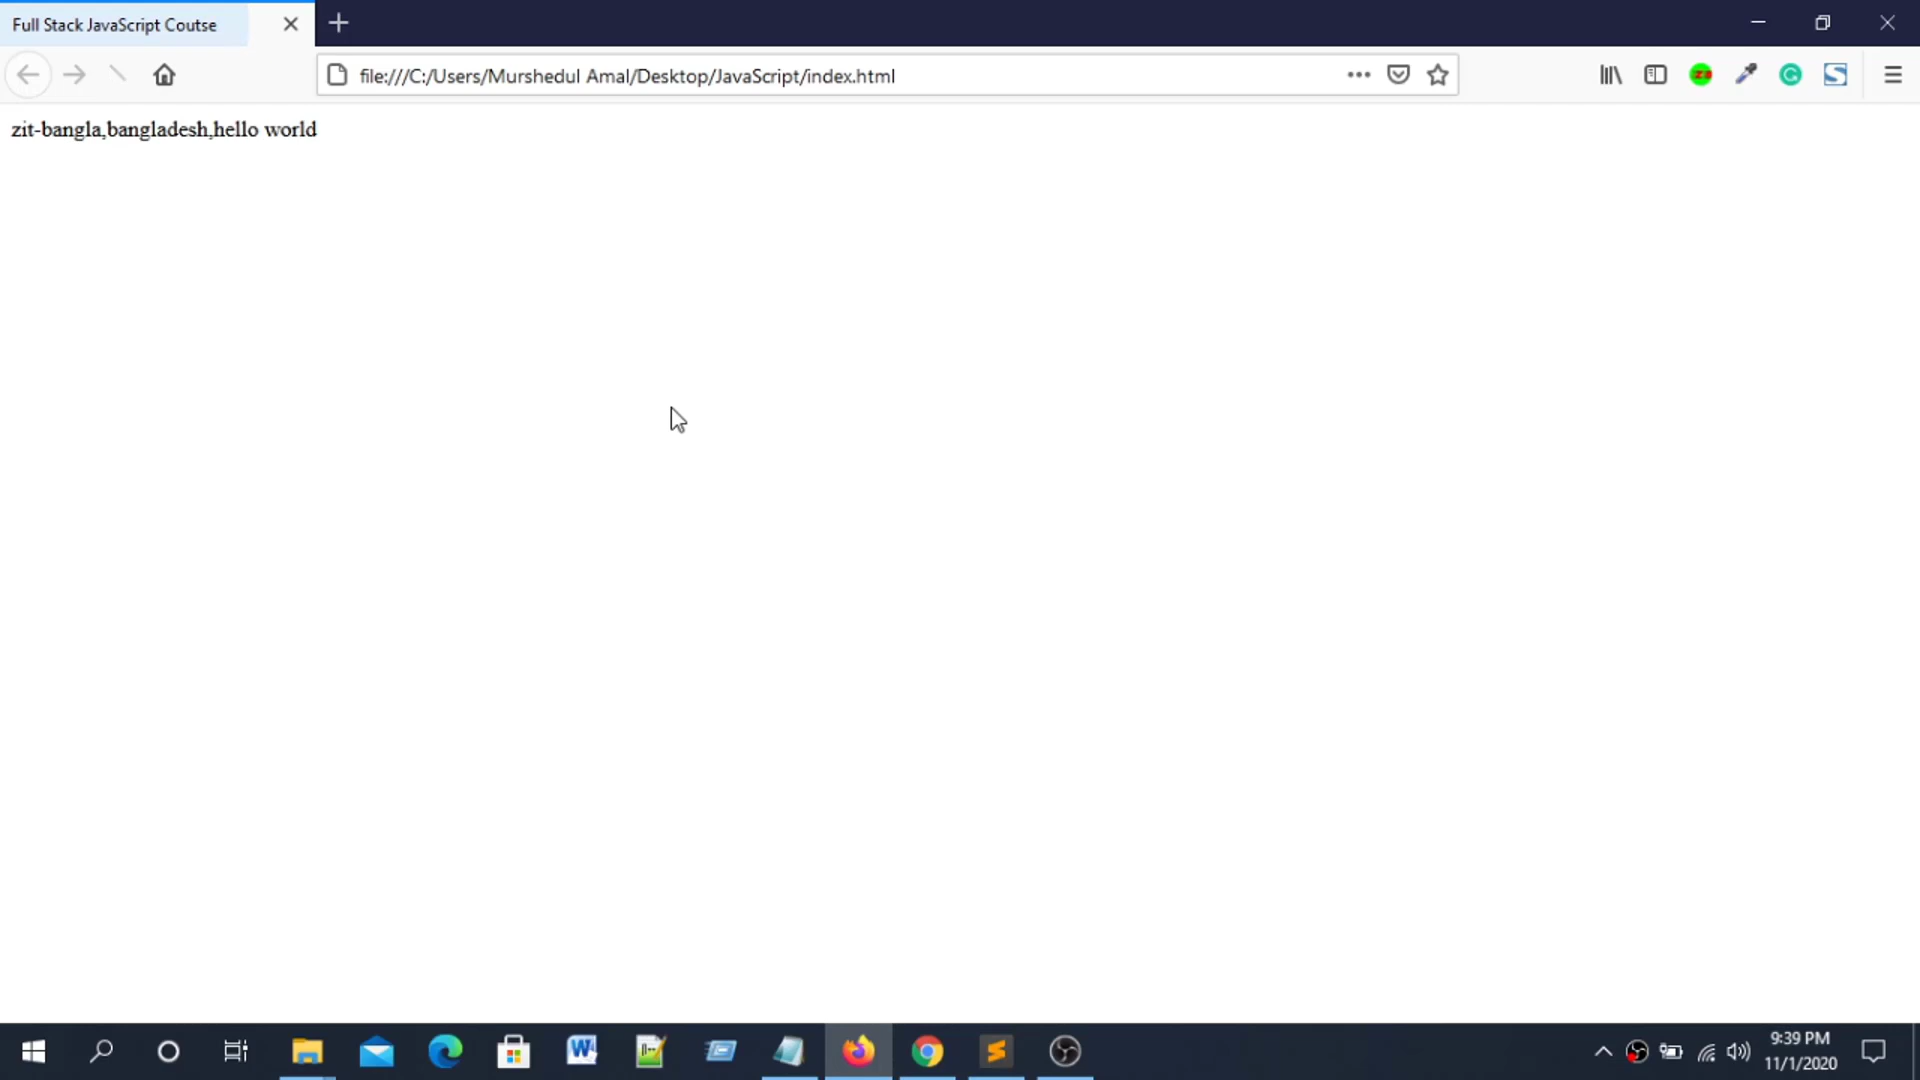 Full Stack JavaScript Coutse
file:///C:/Users/Murshedul Amal/Desktop/JavaScript/index.html
zit-bangla,bangladesh,hello world
9:39 PM
11/1/2020